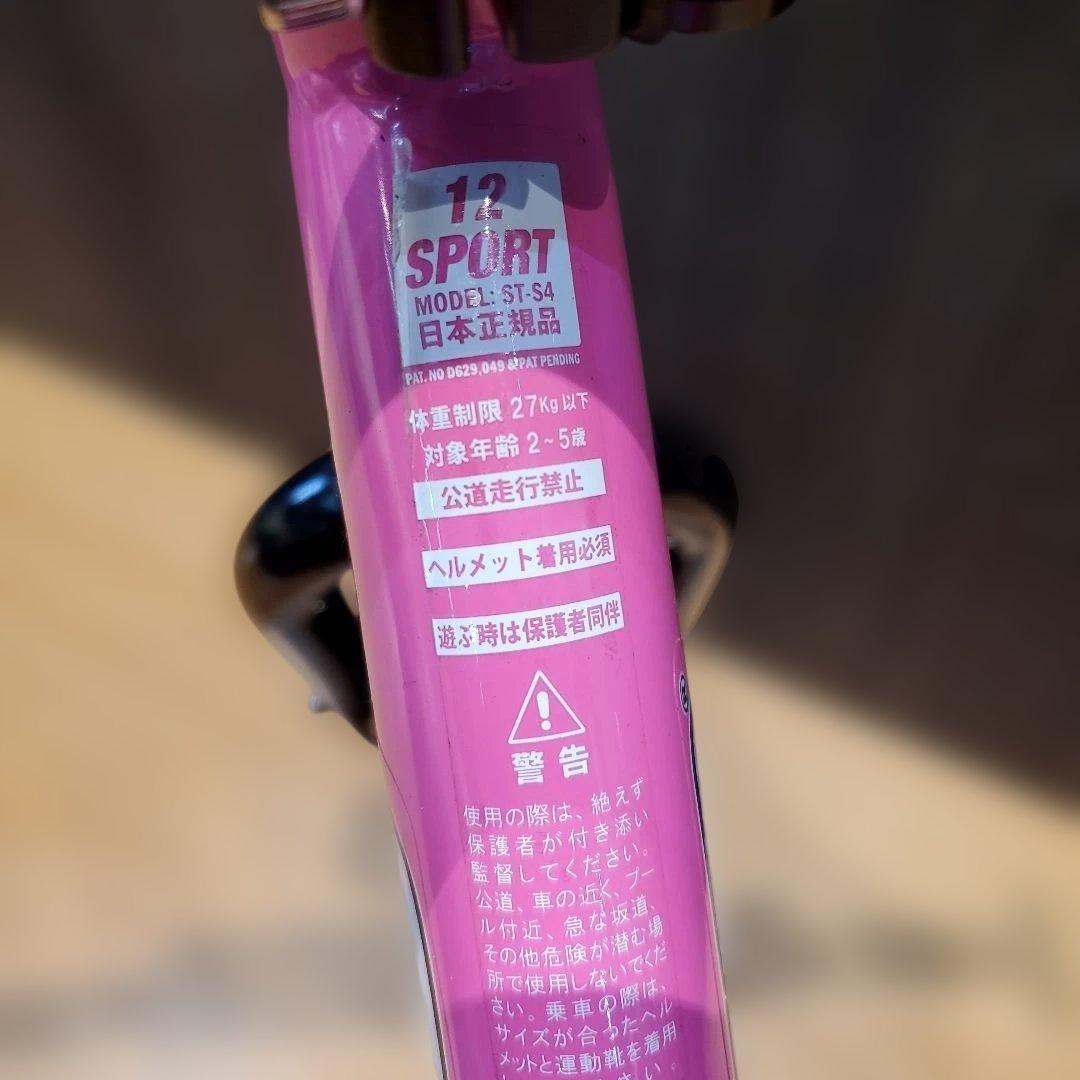 12
SPORT
MODEL: ST-S4
日本正規品
PAT. NO D629,049 & PAT PENDING
体重制限 27Kg 以下
対象年齢 2~5歳
公道走行禁止
ヘルメット着用必須
遊ぶ時は保護者同伴
警告
使用の際は、絶えず
保護者が付き添い
監督してください。
公道、車の近く、プー
ル付近、急な坂道、
その他危険が潜む場
所で使用しないでくだ
さい。乗車の際は、
サイズが合ったヘル
メットと運動靴を着用